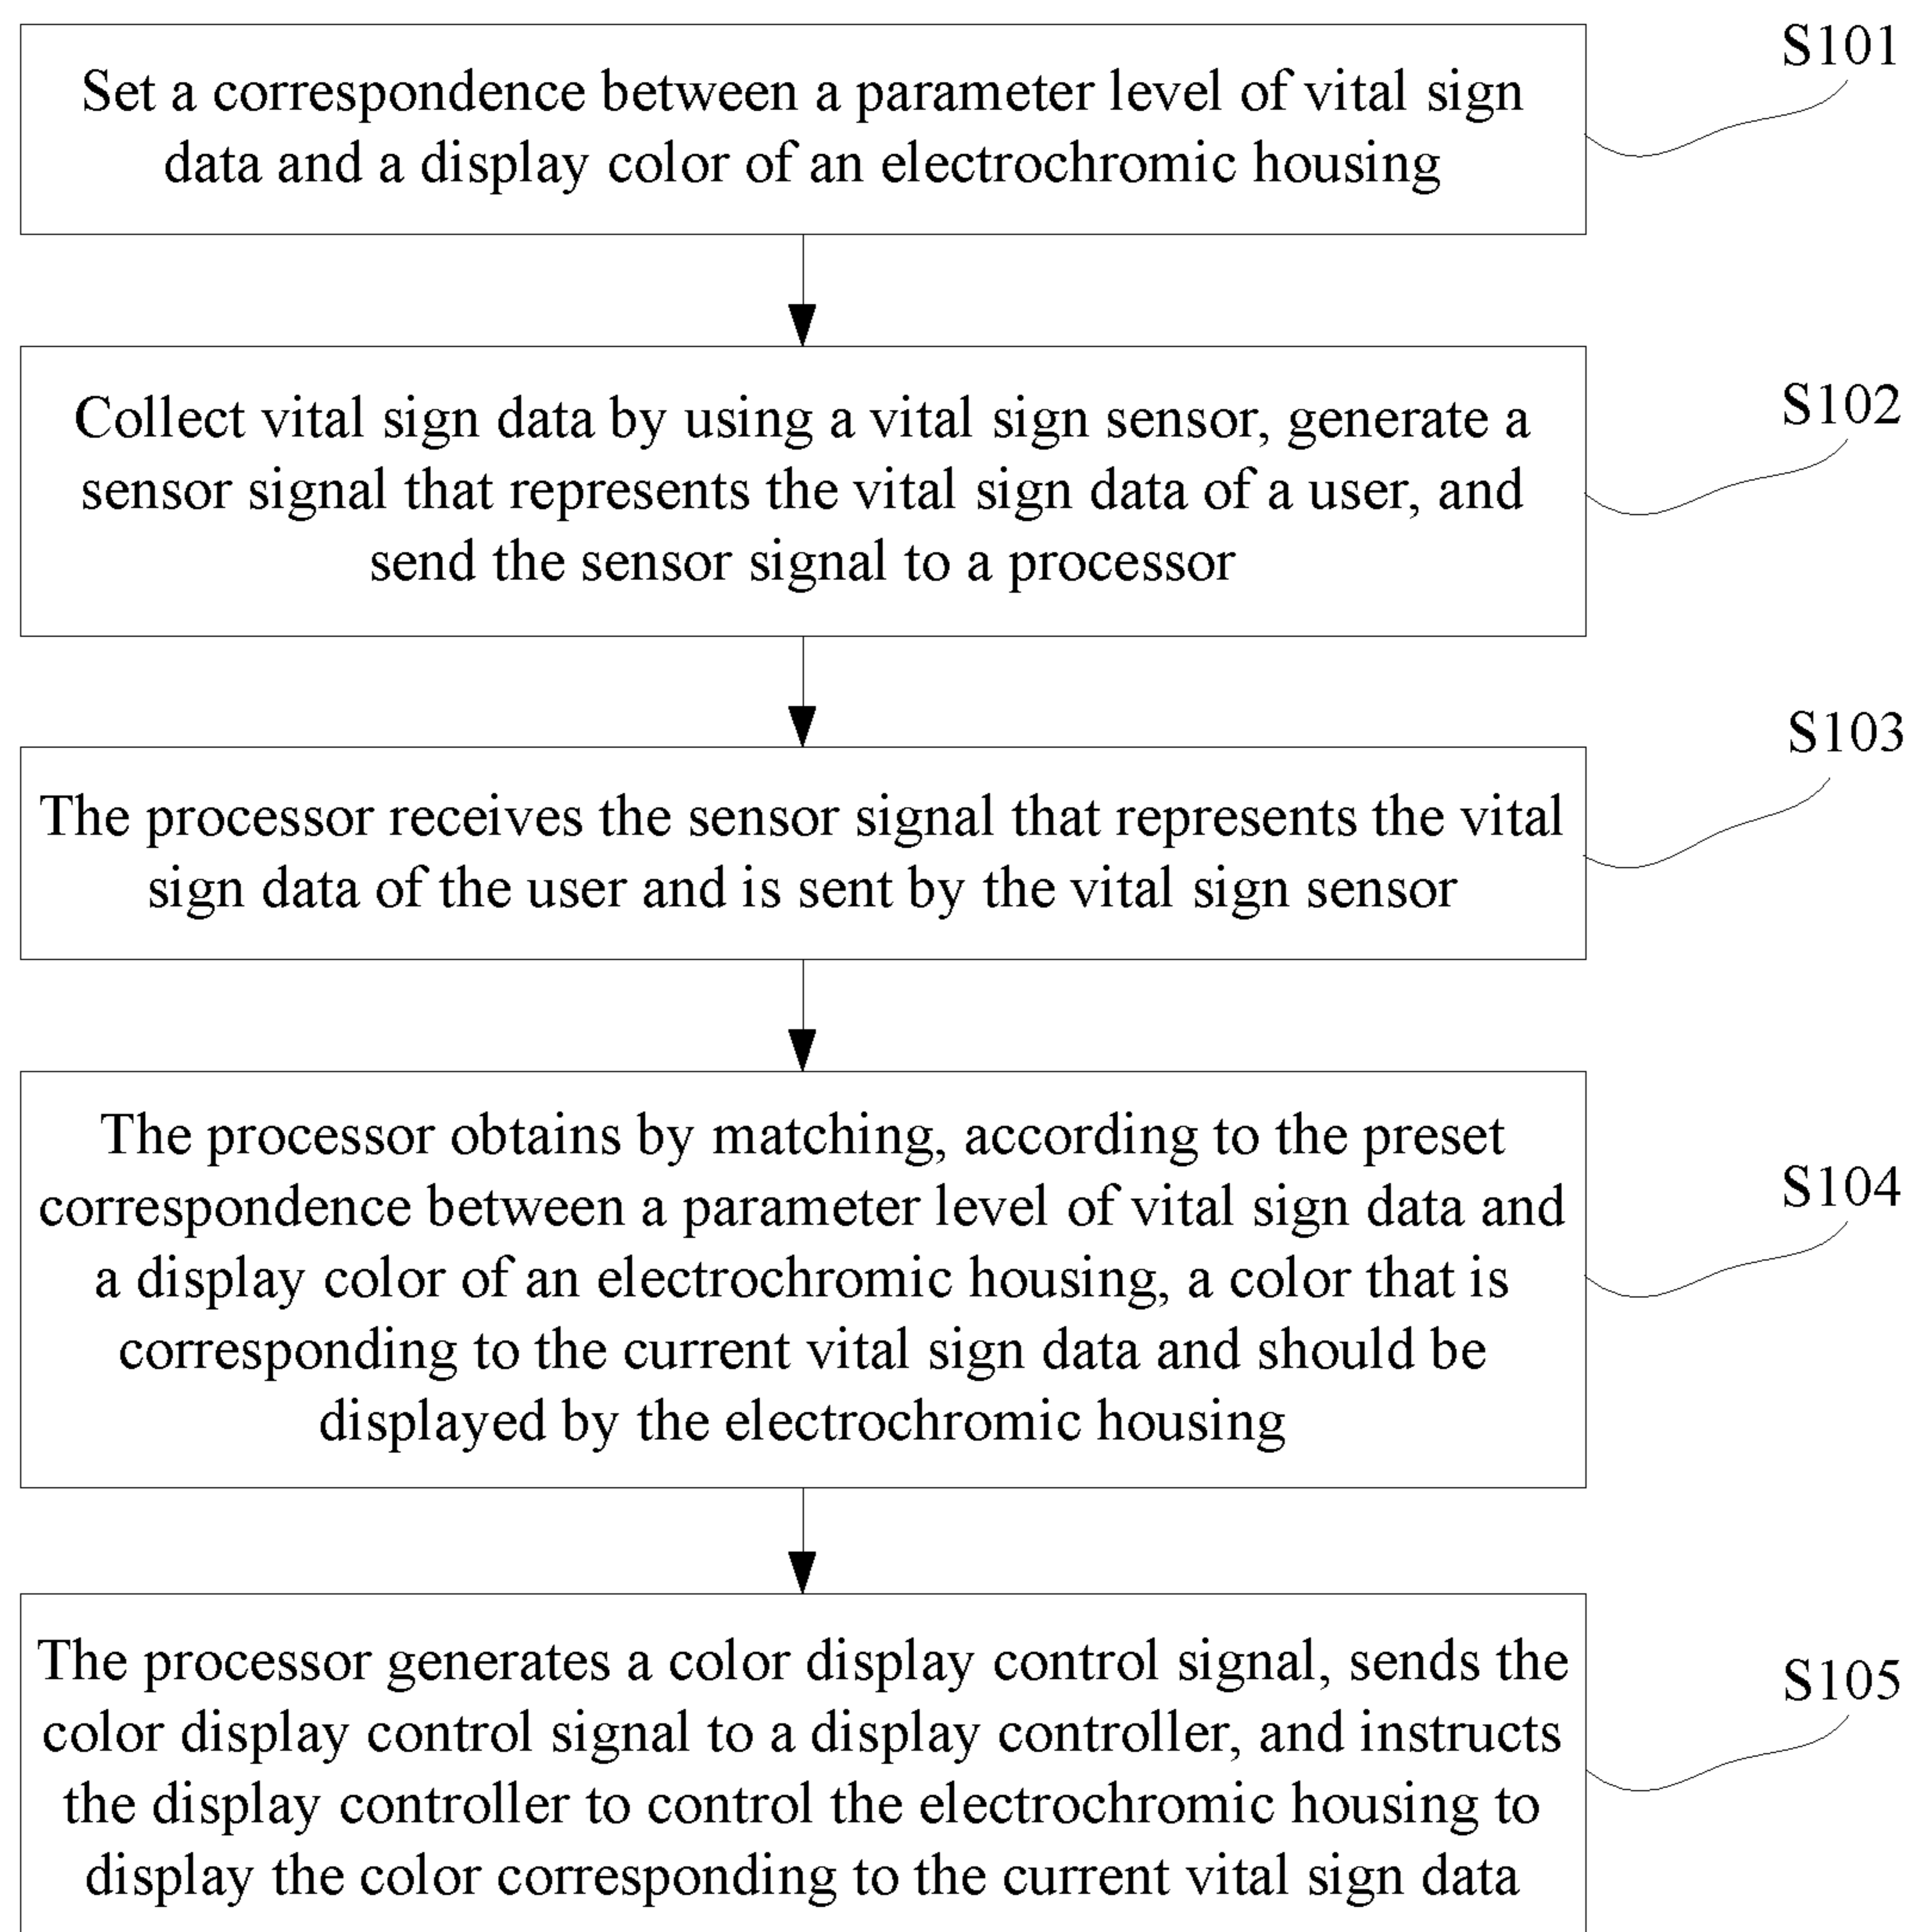 S101
Set a correspondence between a parameter level of vital sign
data and a display color of an electrochromic housing
S102
Collect vital sign data by using a vital sign sensor, generate a
sensor signal that represents the vital sign data of a user, and
send the sensor signal to a processor
S103
The processor receives the sensor signal that represents the vital
sign data of the user and is sent by the vital sign sensor
The processor obtains by matching, according to the preset
S104
correspondence between a parameter level of vital sign data and
a display color of an electrochromic housing, a color that is
corresponding to the current vital sign data and should be
displayed by the electrochromic housing
The processor generates a color display control signal, sends the
S105
color display control signal to a display controller, and instructs
the display controller to control the electrochromic housing to
display the color corresponding to the current vital sign data